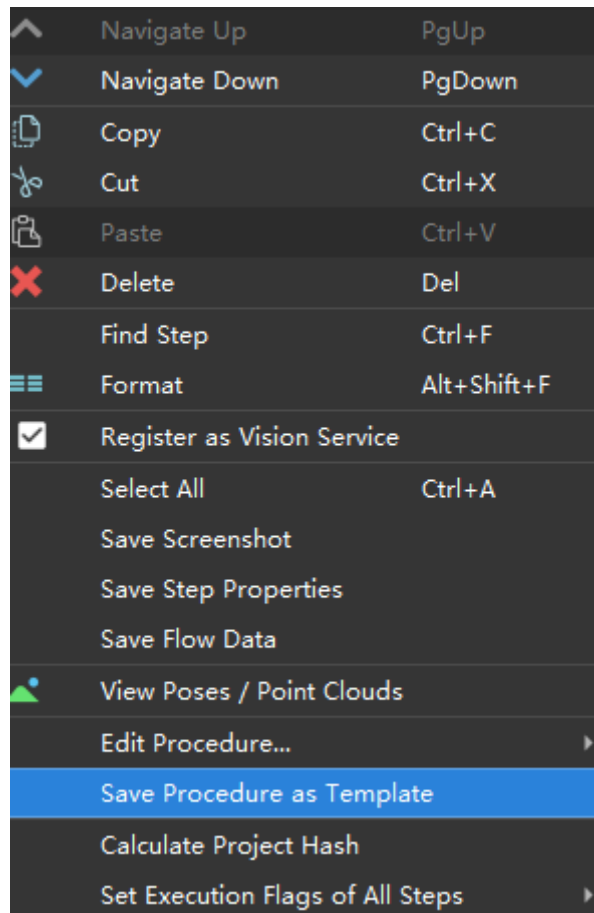 Navigate Up PgUp
Navigate Down PgDown
Copy Ctrl+C
Cut Ctrl+X
Paste Ctrl+V
Delete Del
Find Step Ctrl+F
Format Alt+Shift+F
Register as Vision Service
Select All Ctrl+A
Save Screenshot
Save Step Properties
Save Flow Data
View Poses / Point Clouds
Edit Procedure...
Save Procedure as Template
Calculate Project Hash
Set Execution Flags of All Steps